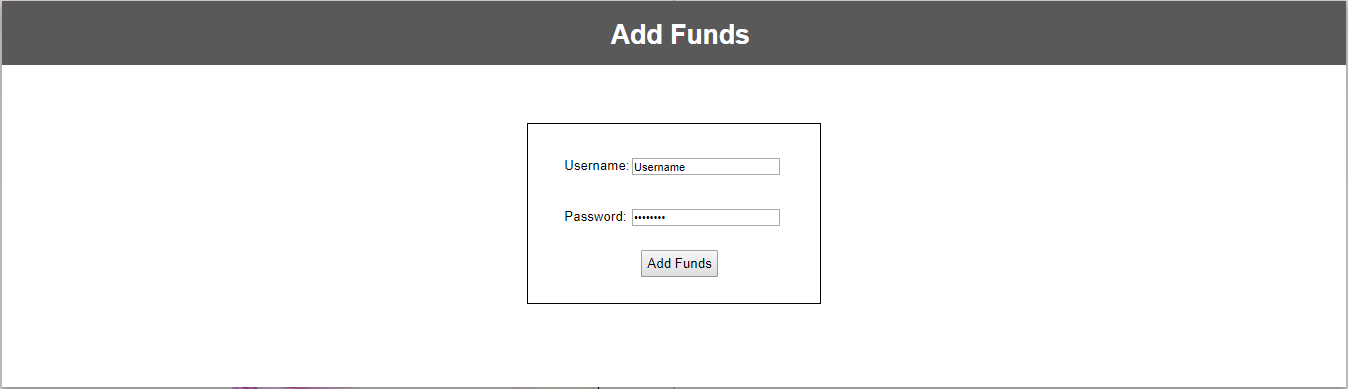 Add Funds
Username: Username
Password: ••••••••
Add Funds